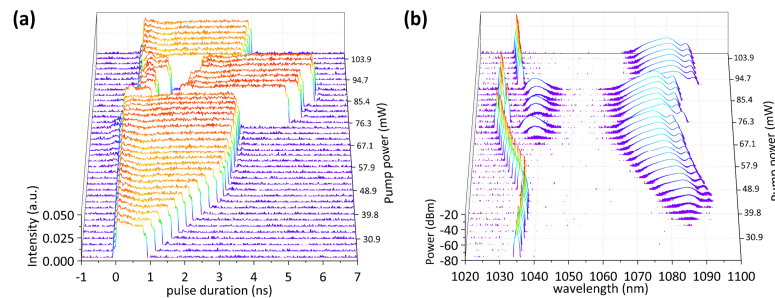 (a)
103.9
94.7
85.4
76.3
67.1
57.9
48.9
39.8
30.9
Pump power (mW)
Intensity (a.u.)
0.050
0.025
0.000
-1 0 1 2 3 4 5 6 7
pulse duration (ns)
(b)
103.9
94.7
85.4
76.3
67.1
57.9
48.9
39.8
30.9
Pump power (mW)
Power (dBm)
-20
-40
-60
-80
1020 1030 1040 1050 1060 1070 1080 1090 1100
wavelength (nm)